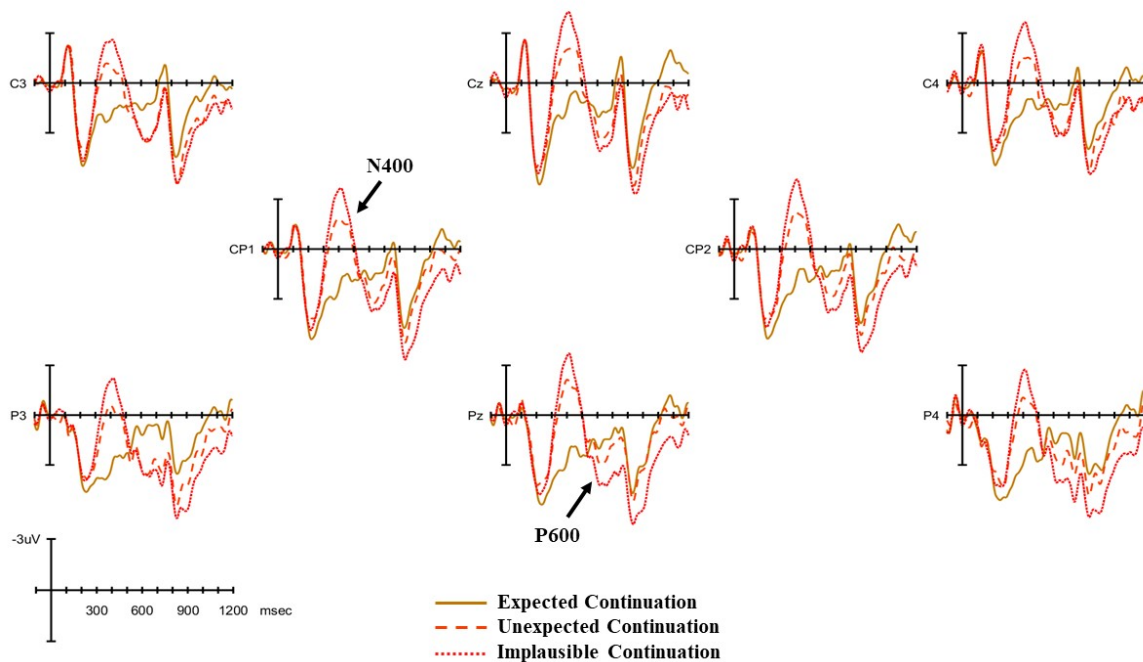 C3
Cz
C4
N400
CP1
CP2
P3
Pz
P4
P600
-3uV
300 600 900 1200 msec
Expected Continuation
Unexpected Continuation
Implausible Continuation